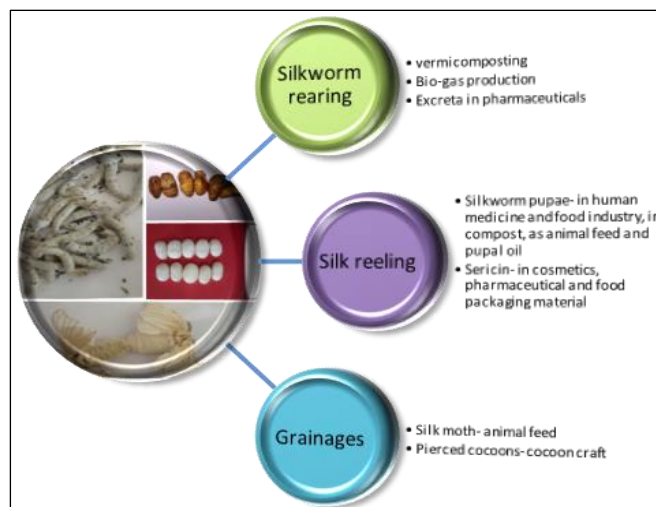 Silkworm
rearing
• vermicomposting
• Bio-gas production
• Excreta in pharmaceuticals
Silk reeling
• Silkworm pupae- in human
medicine and food industry, in
compost, as animal feed and
pupal oil
• Sericin- in cosmetics,
pharmaceutical and food
packaging material
Grainages
• Silk moth- animal feed
• Pierced cocoons- cocoon craft